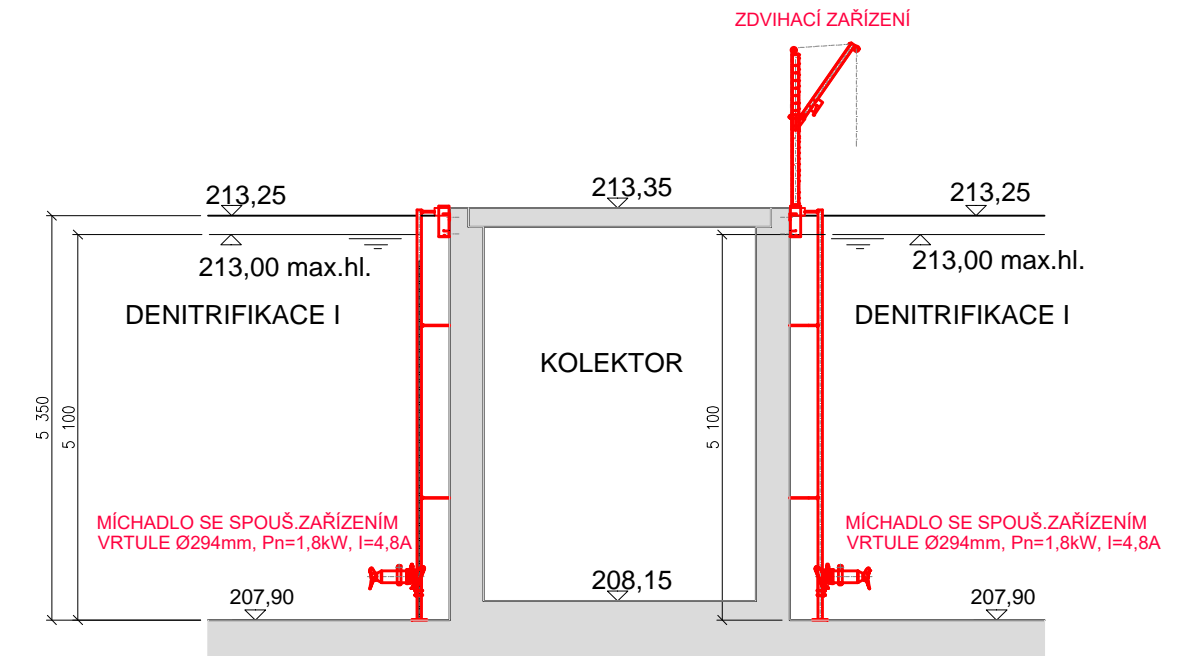 ZDVIHACÍ ZAŘÍZENÍ
213,25
213,35
213,25
213,00 max.hl.
213,00 max.hl.
DENITRIFIKACE I
DENITRIFIKACE I
KOLEKTOR
5 350
5 100
5 100
MÍCHADLO SE SPOUŠ.ZAŘÍZENÍM
VRTULE Ø294mm, Pn=1,8kW, I=4,8A
MÍCHADLO SE SPOUŠ.ZAŘÍZENÍM
VRTULE Ø294mm, Pn=1,8kW, I=4,8A
208,15
207,90
207,90